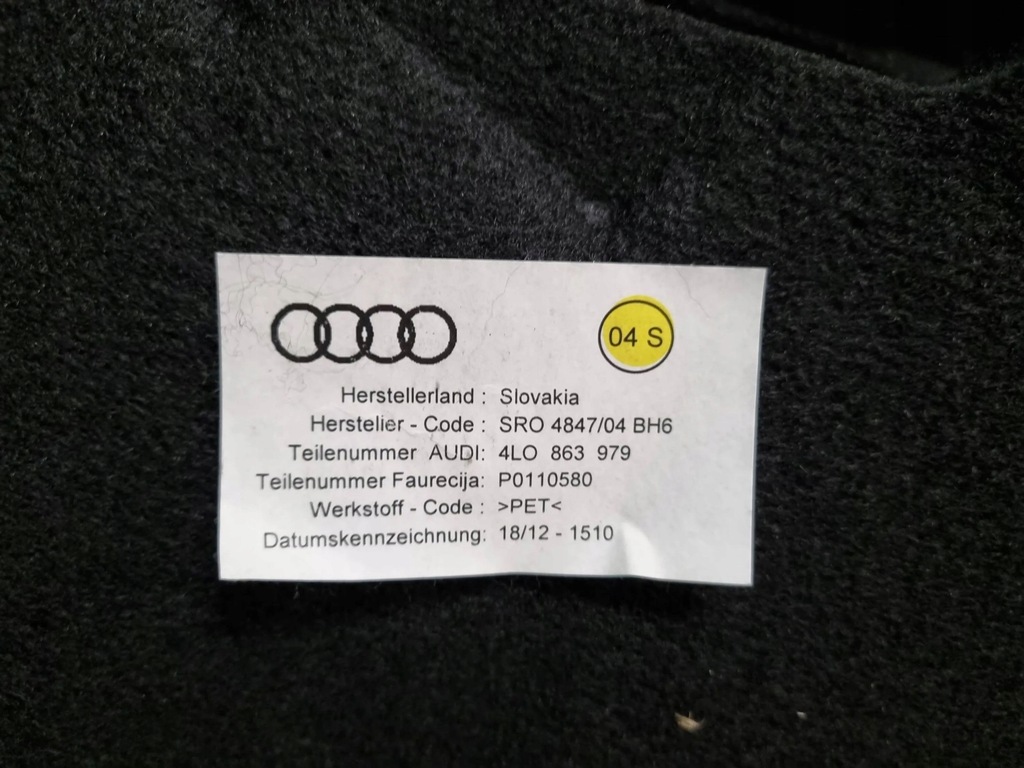 04 S
Herstellerland : Slovakia
Herstelier - Code : SRO 4847/04 BH6
Teilenummer AUDI: 4LO 863 979
Teilenummer Faurecija: P0110580
Werkstoff - Code : >PET<
Datumskennzeichnung: 18/12 - 1510